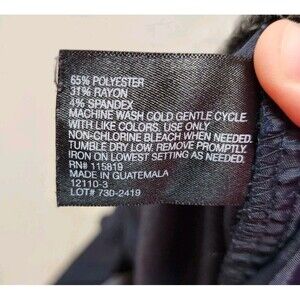 65% POLYESTER
31% RAYON
4% SPANDEX
MACHINE WASH COLD GENTLE CYCLE
WITH LIKE COLORS. USE ONLY
NON-CHLORINE BLEACH WHEN NEEDED.
TUMBLE DRY LOW. REMOVE PROMPTLY.
IRON ON LOWEST SETTING AS NEEDED.
RN# 115819
MADE IN GUATEMALA
12110-3
LOT# 730-2419